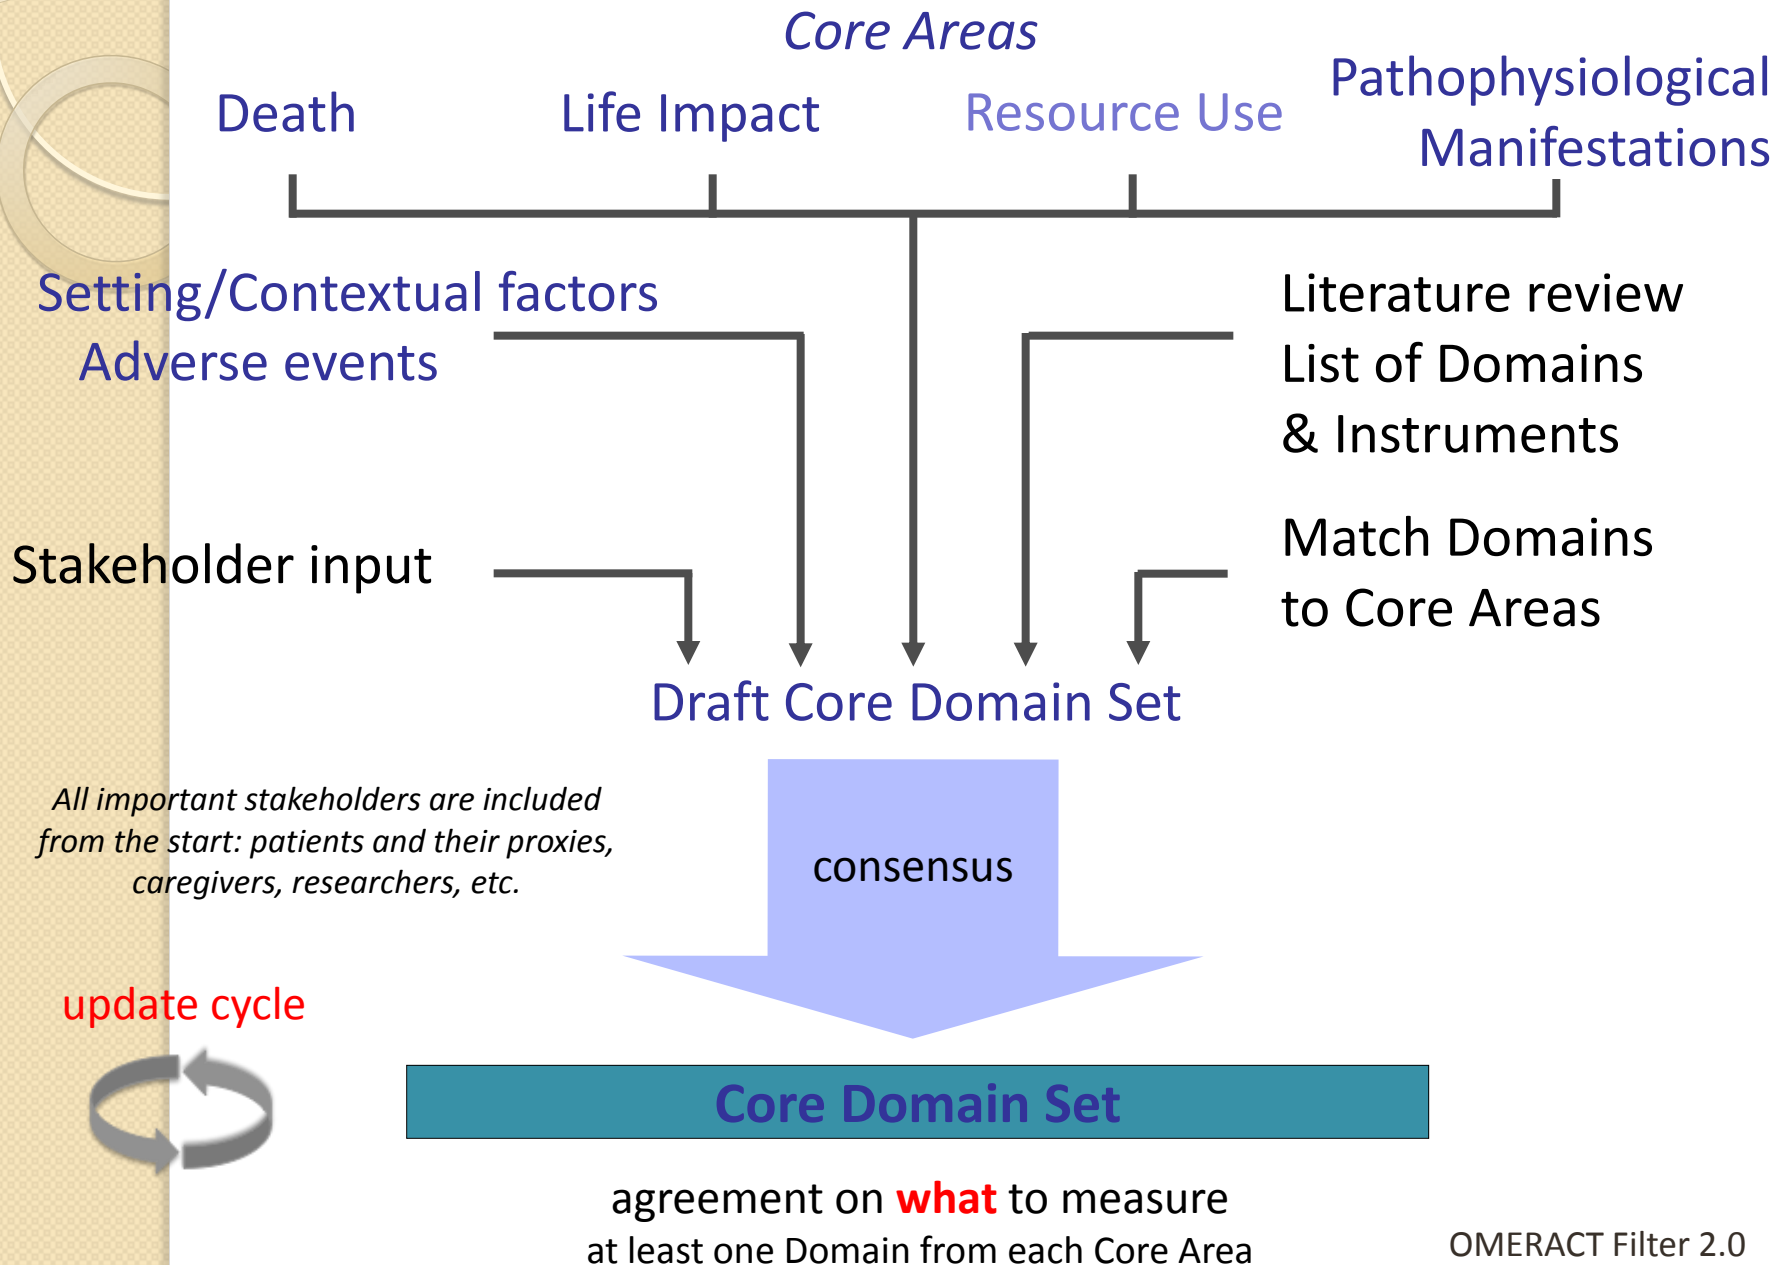 Core Areas
Death
Life Impact
Resource Use
Pathophysiological
Manifestations
Setting/Contextual factors
Adverse events
Literature review
List of Domains
& Instruments
Stakeholder input
Match Domains
to Core Areas
Draft Core Domain Set
All important stakeholders are included
from the start: patients and their proxies,
caregivers, researchers, etc.
consensus
update cycle
Core Domain Set
agreement on what to measure
at least one Domain from each Core Area
OMERACT Filter 2.0